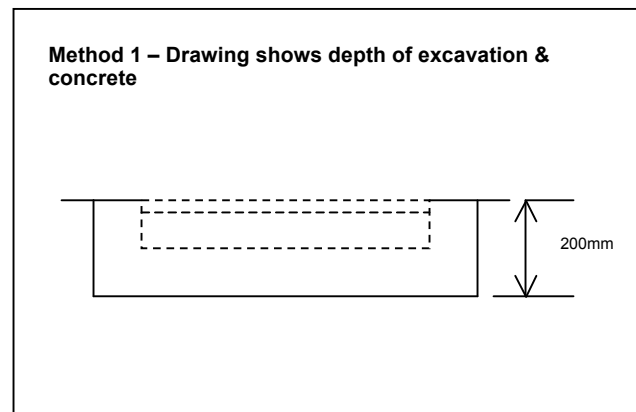 Method 1 – Drawing shows depth of excavation &
concrete
200mm